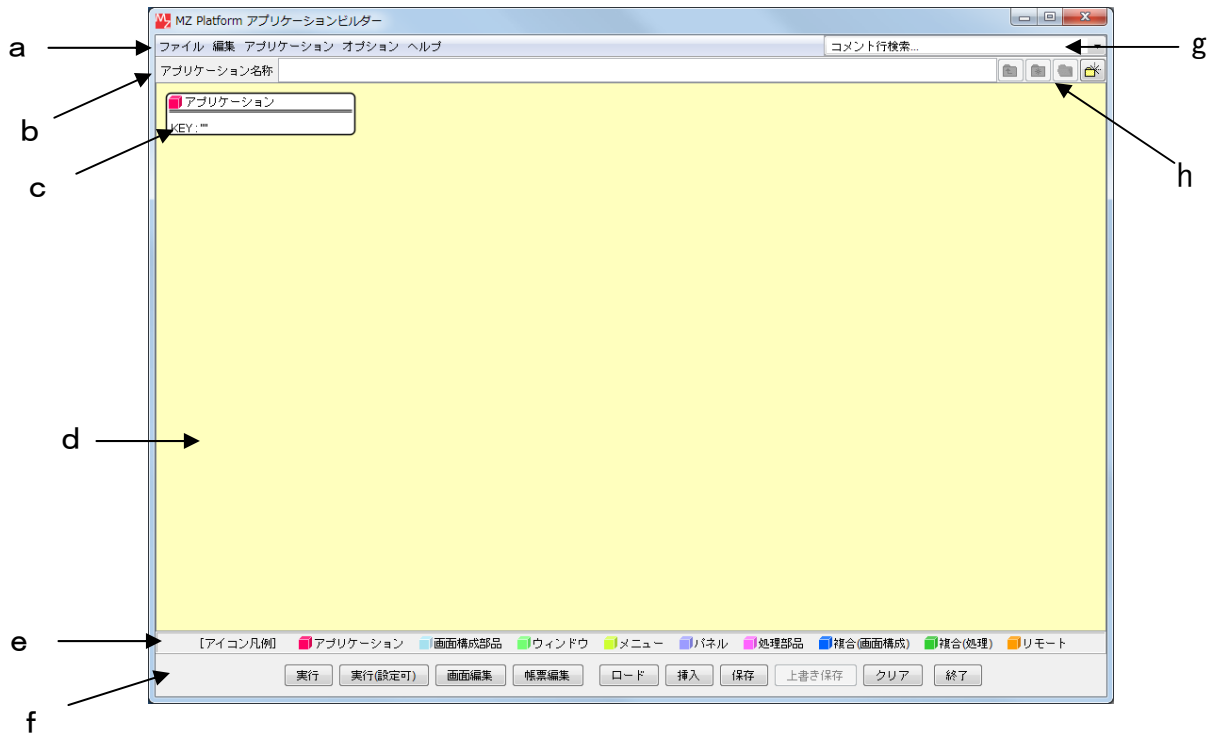 MZ Platform アプリケーションビルダー
a
ファイル 編集 アプリケーション オプション ヘルプ
コメント行検索...
g
アプリケーション名称
b
アプリケーション
KEY:""
c
h
d
e
[アイコン凡例] アプリケーション 画面構成部品 ウィンドウ メニュー パネル 処理部品 複合(画面構成) 複合(処理) リモート
実行 実行(設定可) 画面編集 帳票編集 ロード 挿入 保存 上書き保存 クリア 終了
f